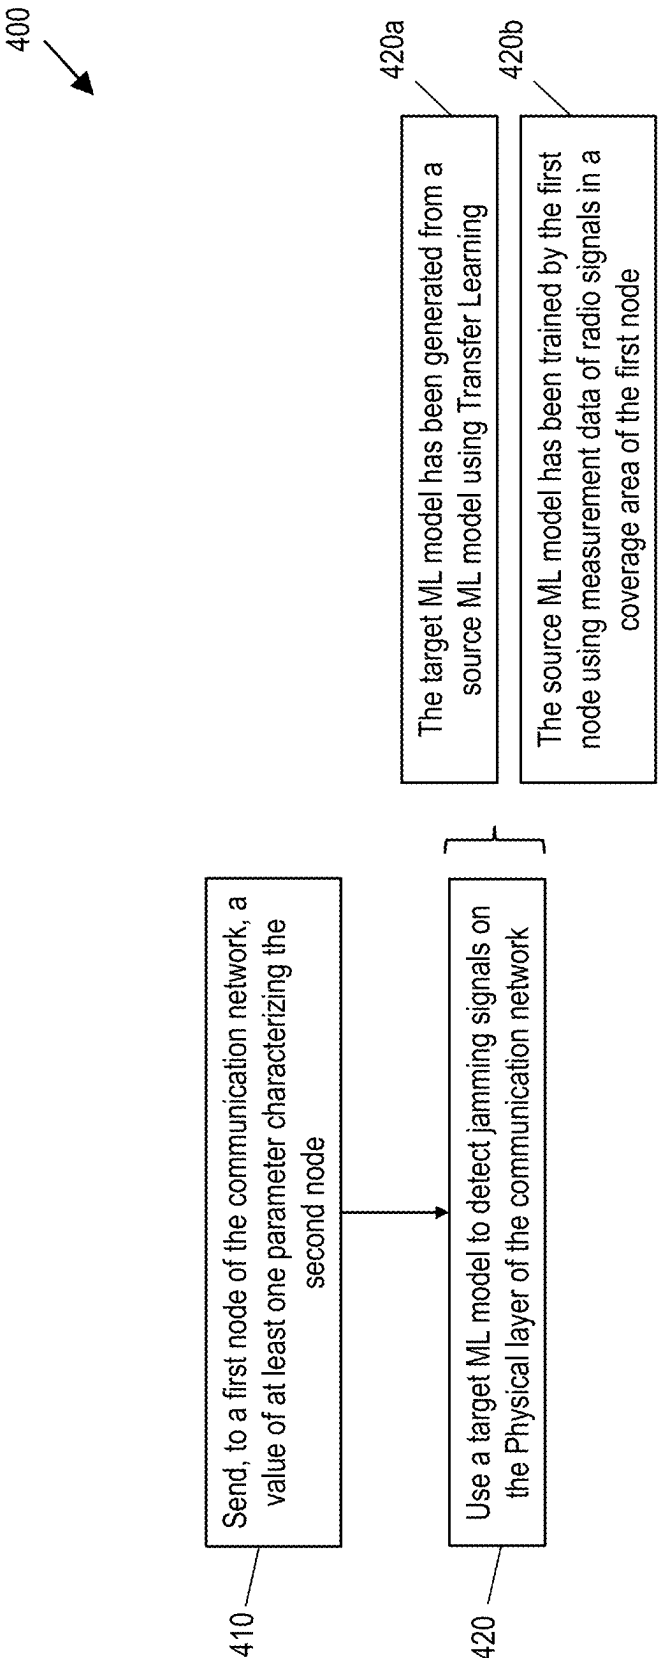 400
410
Send, to a first node of the communication network, a
value of at least one parameter characterizing the
second node
420
Use a target ML model to detect jamming signals on
the Physical layer of the communication network
420a
The target ML model has been generated from a
source ML model using Transfer Learning
420b
The source ML model has been trained by the first
node using measurement data of radio signals in a
coverage area of the first node